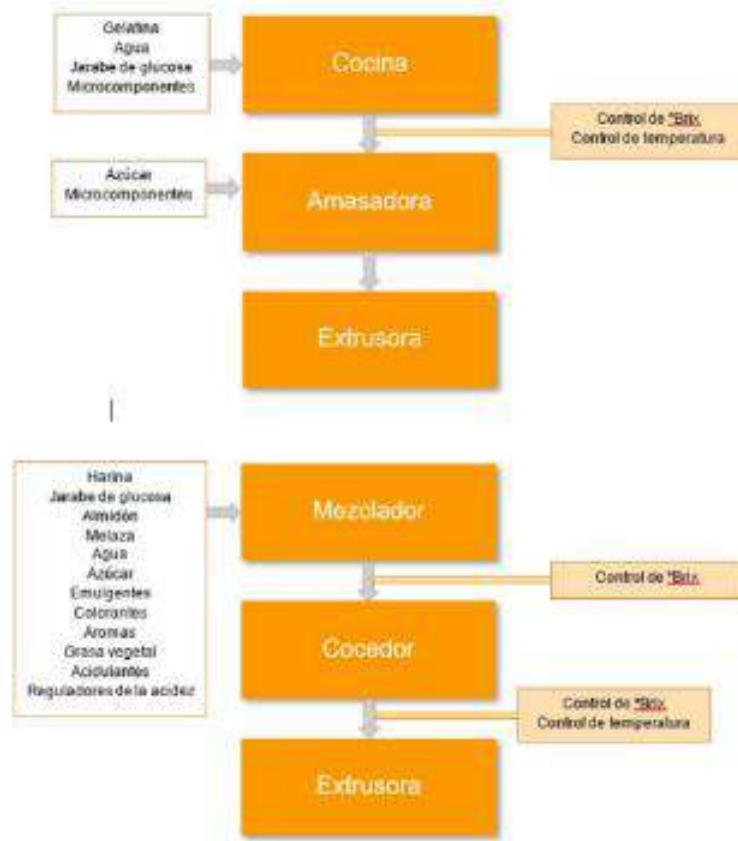 Gelatina
Agua
Jarabe de glucosa
Microcomponentes
Cocina
Control de °Brix
Control de temperatura
Azúcar
Microcomponentes
Amasadora
Extrusora
Harina
Jarabe de glucosa
Almidón
Melaza
Agua
Azúcar
Emulgentes
Colorantes
Aromas
Grasa vegetal
Acidulantes
Reguladores de la acidez
Mezclador
Control de °Brix
Cocedor
Control de °Brix
Control de temperatura
Extrusora